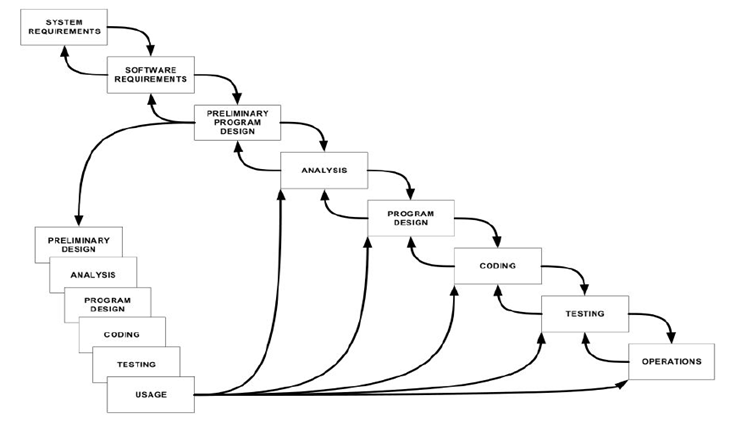 SYSTEM
REQUIREMENTS
SOFTWARE
REQUIREMENTS
PRELIMINARY
PROGRAM
DESIGN
ANALYSIS
PROGRAM
DESIGN
CODING
TESTING
OPERATIONS
PRELIMINARY
DESIGN
ANALYSIS
PROGRAM
DESIGN
CODING
TESTING
USAGE